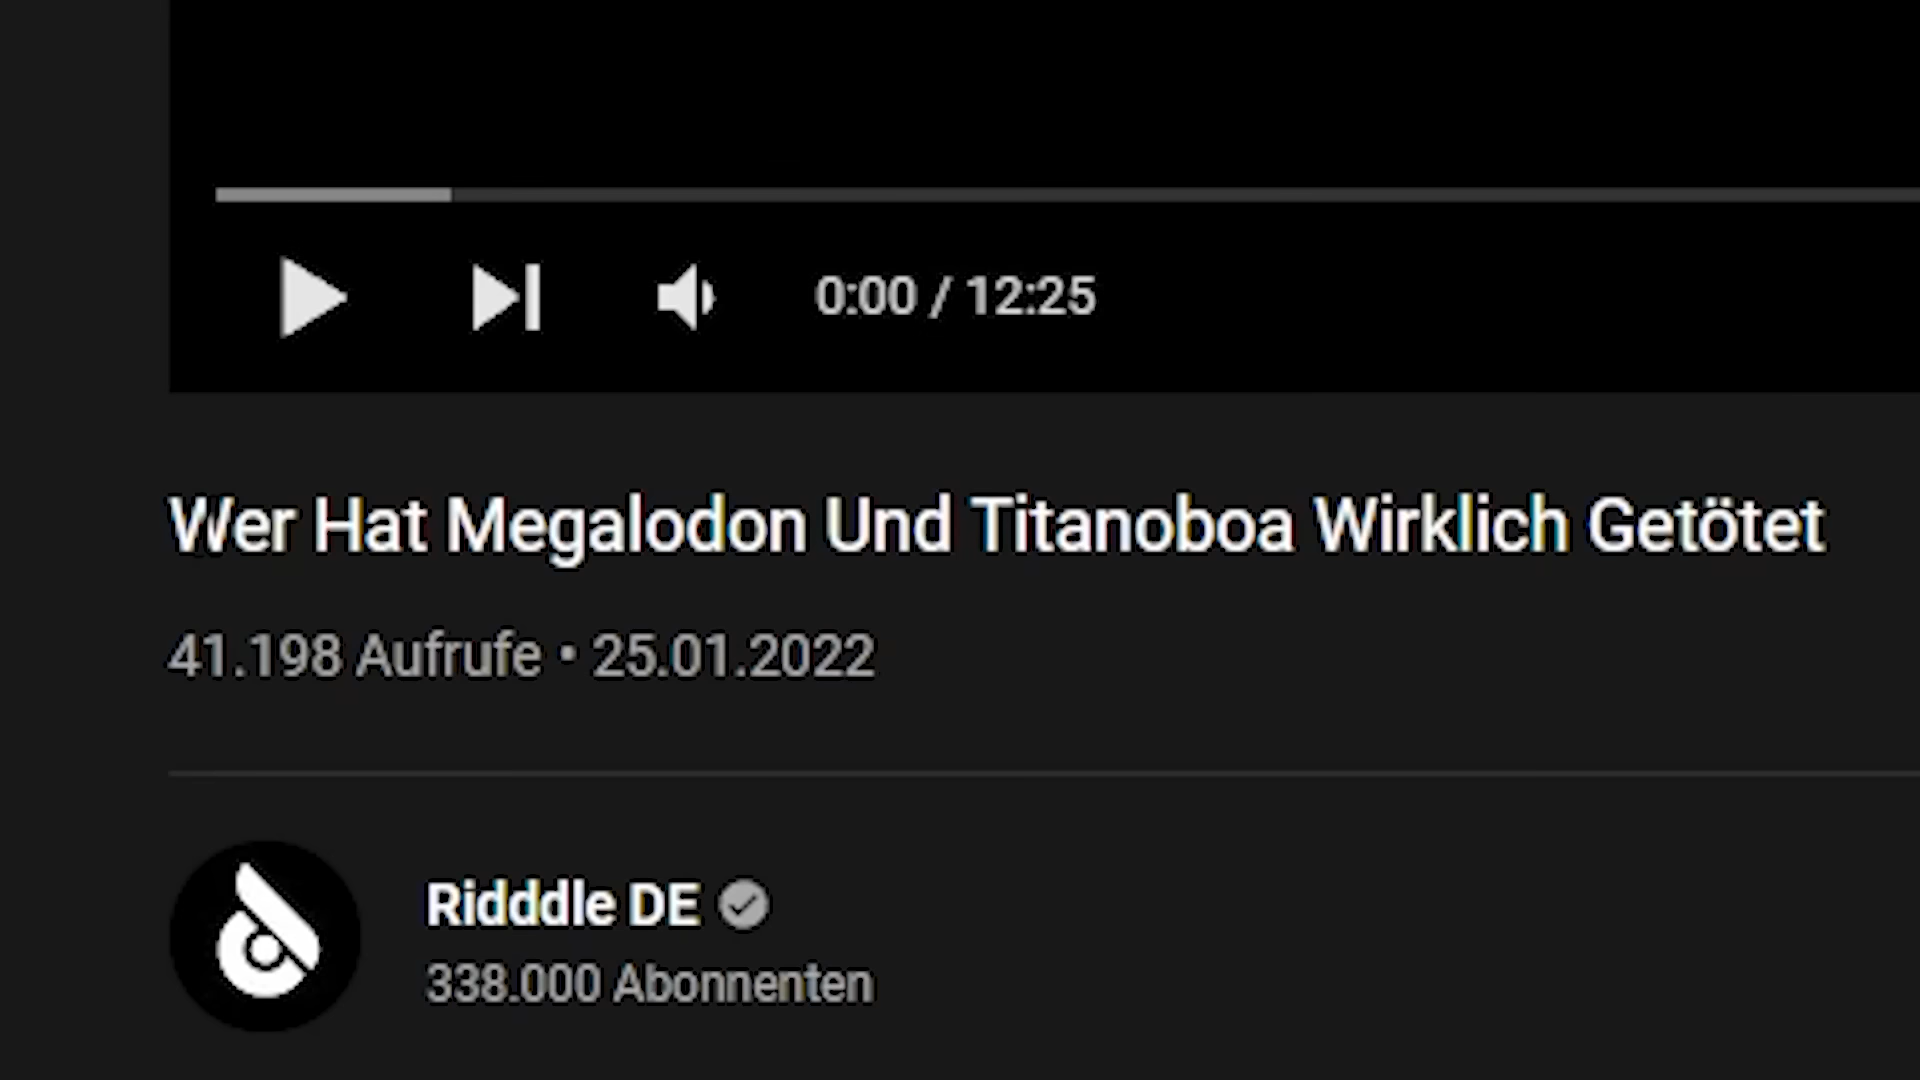 0:00 / 12:25
Wer Hat Megalodon Und Titanoboa Wirklich Getötet
41.198 Aufrufe • 25.01.2022
Ridddle DE
338.000 Abonnenten